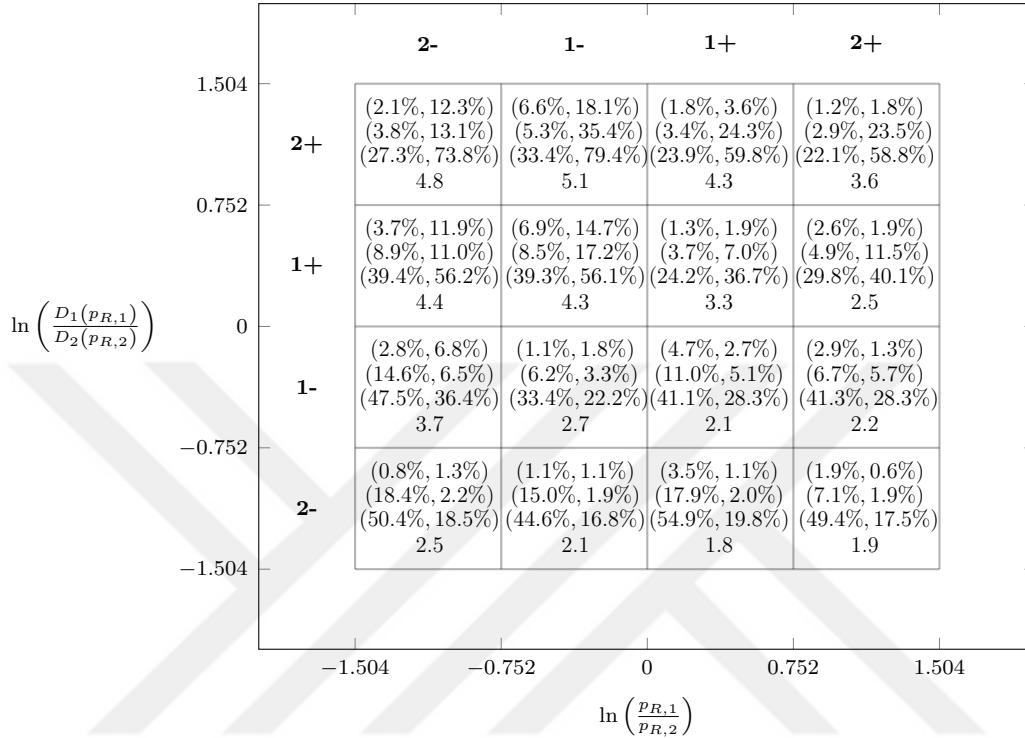 2- 1- 1+ 2+
1.504
(2.1%, 12.3%) (6.6%, 18.1%) (1.8%, 3.6%) (1.2%, 1.8%)
2+ (3.8%, 13.1%) (5.3%, 35.4%) (3.4%, 24.3%) (2.9%, 23.5%)
(27.3%, 73.8%) (33.4%, 79.4%) (23.9%, 59.8%) (22.1%, 58.8%)
4.8 5.1 4.3 3.6
0.752
(3.7%, 11.9%) (6.9%, 14.7%) (1.3%, 1.9%) (2.6%, 1.9%)
1+ (8.9%, 11.0%) (8.5%, 17.2%) (3.7%, 7.0%) (4.9%, 11.5%)
(39.4%, 56.2%) (39.3%, 56.1%) (24.2%, 36.7%) (29.8%, 40.1%)
4.4 4.3 3.3 2.5
ln(D_1(p_{R,1})/D_2(p_{R,2})) 0
(2.8%, 6.8%) (1.1%, 1.8%) (4.7%, 2.7%) (2.9%, 1.3%)
1- (14.6%, 6.5%) (6.2%, 3.3%) (11.0%, 5.1%) (6.7%, 5.7%)
(47.5%, 36.4%) (33.4%, 22.2%) (41.1%, 28.3%) (41.3%, 28.3%)
3.7 2.7 2.1 2.2
−0.752
(0.8%, 1.3%) (1.1%, 1.1%) (3.5%, 1.1%) (1.9%, 0.6%)
2- (18.4%, 2.2%) (15.0%, 1.9%) (17.9%, 2.0%) (7.1%, 1.9%)
(50.4%, 18.5%) (44.6%, 16.8%) (54.9%, 19.8%) (49.4%, 17.5%)
2.5 2.1 1.8 1.9
−1.504
−1.504 −0.752 0 0.752 1.504
ln(p_{R,1}/p_{R,2})